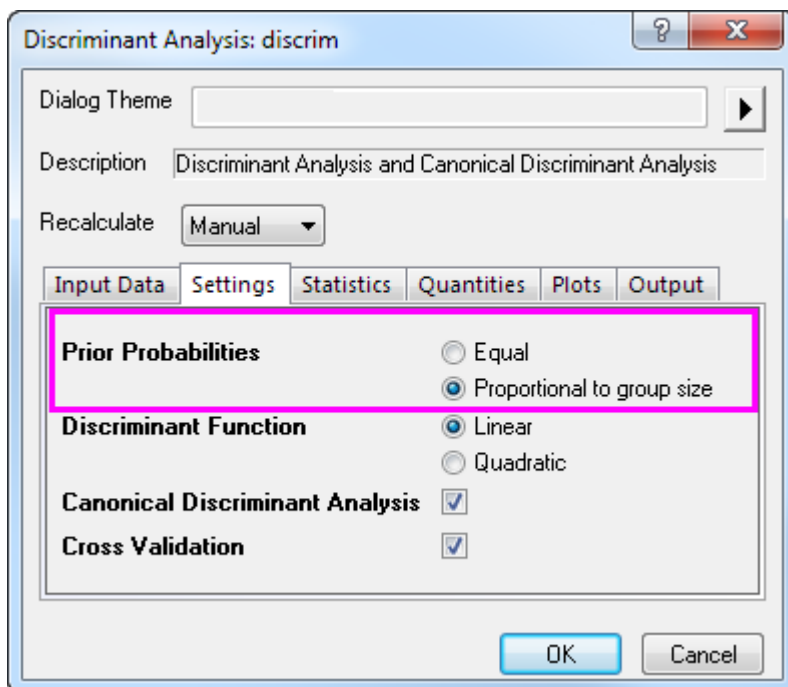 Discriminant Analysis: discrim
Dialog Theme
Description Discriminant Analysis and Canonical Discriminant Analysis
Recalculate Manual
Input Data Settings Statistics Quantities Plots Output
Prior Probabilities Equal
Proportional to group size
Discriminant Function Linear
Quadratic
Canonical Discriminant Analysis
Cross Validation
OK Cancel